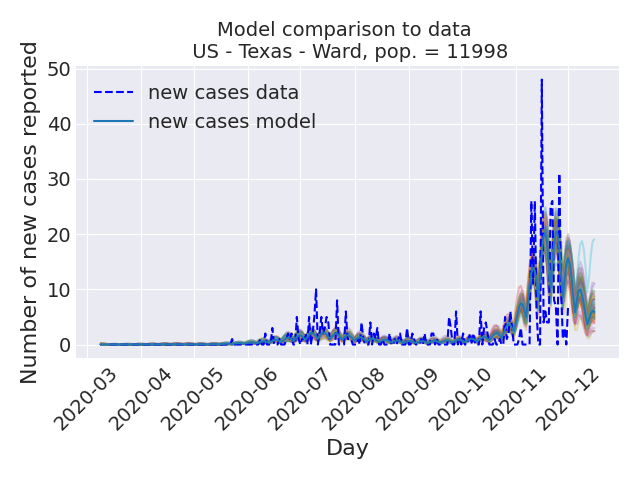 Model comparison to data
US - Texas - Ward, pop. = 11998
Number of new cases reported
50
40
30
20
10
0
new cases data
new cases model
2020-03
2020-04
2020-05
2020-06
2020-07
2020-08
2020-09
2020-10
2020-11
2020-12
Day